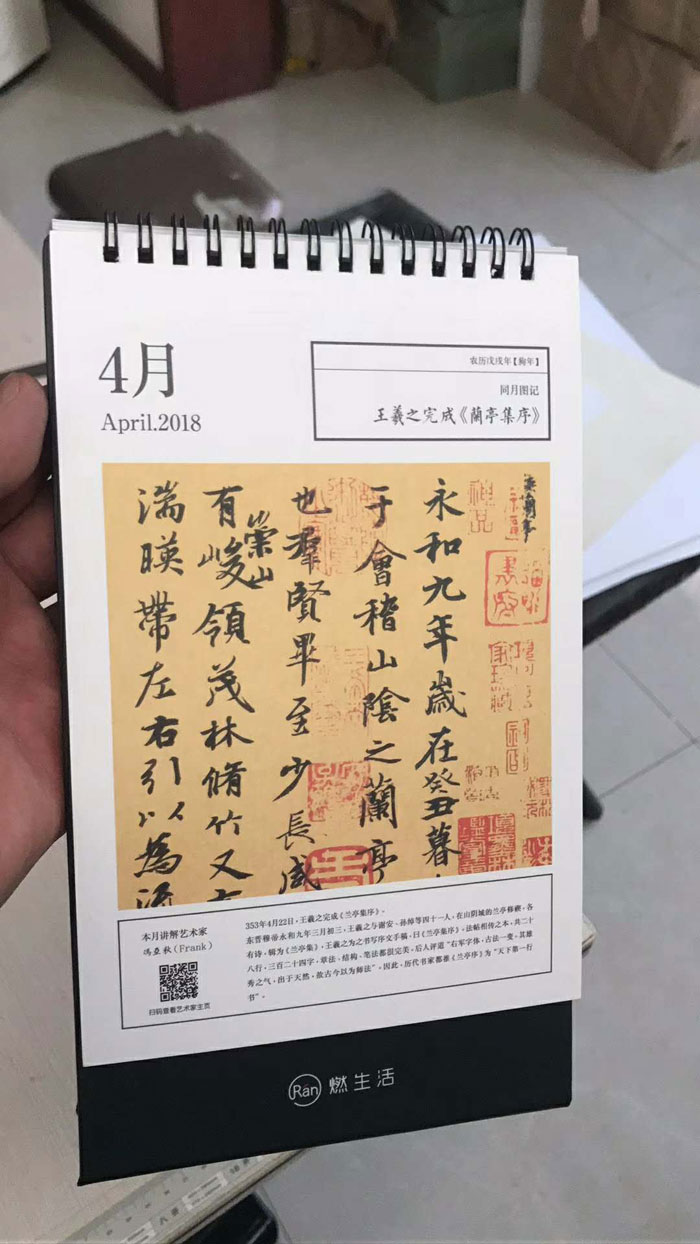 4月
April.2018
农历戊戌年【狗年】
同月图记
王羲之完成《蘭亭集序》
永和九年歲在癸丑暮
于會稽山陰之蘭亭
也羣賢畢至少長咸
有崇山峻領茂林脩竹又有
湍暎帶左右引以為流
本月讲解艺术家
冯亚秋(Frank)
扫码查看艺术家主页
353年4月22日，王羲之完成《兰亭集序》。
东晋穆帝永和九年三月初三，王羲之与谢安、孙绰等四十一人，在山阴城的兰亭修禊，各
有诗，辑为《兰亭集》，王羲之为之书写序文手稿，曰《兰亭集序》，法帖相传之本，共二十
八行，三百二十四字，章法、结构、笔法都很完美，后人评道“右军字体，古法一变，其雄
秀之气，出于天然，故古今以为师法”。因此，历代书家都推《兰亭序》为“天下第一行
书”。
Rán 燃生活